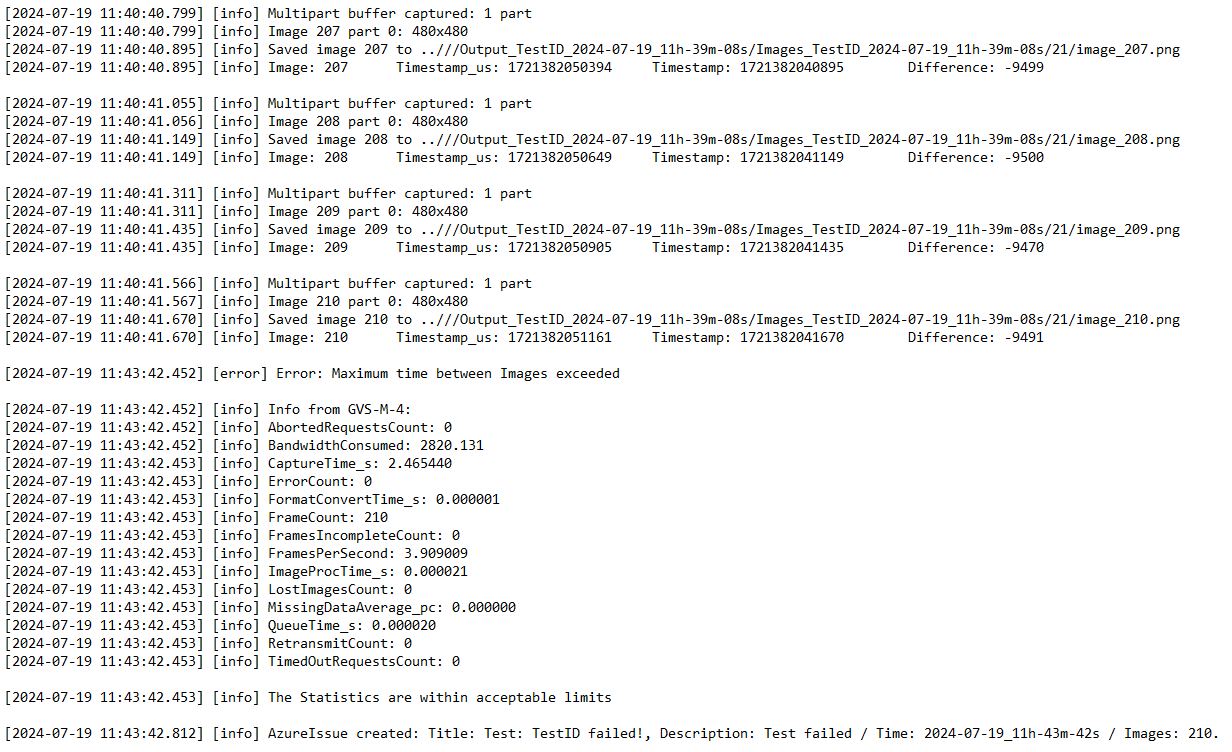 [2024-07-19 11:40:40.799] [info] Multipart buffer captured: 1 part
[2024-07-19 11:40:40.799] [info] Image 207 part 0: 480x480
[2024-07-19 11:40:40.895] [info] Saved image 207 to ..///Output_TestID_2024-07-19_11h-39m-08s/Images_TestID_2024-07-19_11h-39m-08s/21/image_207.png
[2024-07-19 11:40:40.895] [info] Image: 207 Timestamp_us: 1721382050394 Timestamp: 1721382040895 Difference: -9499
[2024-07-19 11:40:41.055] [info] Multipart buffer captured: 1 part
[2024-07-19 11:40:41.056] [info] Image 208 part 0: 480x480
[2024-07-19 11:40:41.149] [info] Saved image 208 to ..///Output_TestID_2024-07-19_11h-39m-08s/Images_TestID_2024-07-19_11h-39m-08s/21/image_208.png
[2024-07-19 11:40:41.149] [info] Image: 208 Timestamp_us: 1721382050649 Timestamp: 1721382041149 Difference: -9500
[2024-07-19 11:40:41.311] [info] Multipart buffer captured: 1 part
[2024-07-19 11:40:41.311] [info] Image 209 part 0: 480x480
[2024-07-19 11:40:41.435] [info] Saved image 209 to ..///Output_TestID_2024-07-19_11h-39m-08s/Images_TestID_2024-07-19_11h-39m-08s/21/image_209.png
[2024-07-19 11:40:41.435] [info] Image: 209 Timestamp_us: 1721382050905 Timestamp: 1721382041435 Difference: -9470
[2024-07-19 11:40:41.566] [info] Multipart buffer captured: 1 part
[2024-07-19 11:40:41.567] [info] Image 210 part 0: 480x480
[2024-07-19 11:40:41.670] [info] Saved image 210 to ..///Output_TestID_2024-07-19_11h-39m-08s/Images_TestID_2024-07-19_11h-39m-08s/21/image_210.png
[2024-07-19 11:40:41.670] [info] Image: 210 Timestamp_us: 1721382051161 Timestamp: 1721382041670 Difference: -9491
[2024-07-19 11:43:42.452] [error] Error: Maximum time between Images exceeded
[2024-07-19 11:43:42.452] [info] Info from GVS-M-4:
[2024-07-19 11:43:42.452] [info] AbortedRequestsCount: 0
[2024-07-19 11:43:42.452] [info] BandwidthConsumed: 2820.131
[2024-07-19 11:43:42.453] [info] CaptureTime_s: 2.465440
[2024-07-19 11:43:42.453] [info] ErrorCount: 0
[2024-07-19 11:43:42.453] [info] FormatConvertTime_s: 0.000001
[2024-07-19 11:43:42.453] [info] FrameCount: 210
[2024-07-19 11:43:42.453] [info] FramesIncompleteCount: 0
[2024-07-19 11:43:42.453] [info] FramesPerSecond: 3.909009
[2024-07-19 11:43:42.453] [info] ImageProcTime_s: 0.000021
[2024-07-19 11:43:42.453] [info] LostImagesCount: 0
[2024-07-19 11:43:42.453] [info] MissingDataAverage_pc: 0.000000
[2024-07-19 11:43:42.453] [info] QueueTime_s: 0.000020
[2024-07-19 11:43:42.453] [info] RetransmitCount: 0
[2024-07-19 11:43:42.453] [info] TimedOutRequestsCount: 0
[2024-07-19 11:43:42.453] [info] The Statistics are within acceptable limits
[2024-07-19 11:43:42.812] [info] AzureIssue created: Title: Test: TestID failed!, Description: Test failed / Time: 2024-07-19_11h-43m-42s / Images: 210.